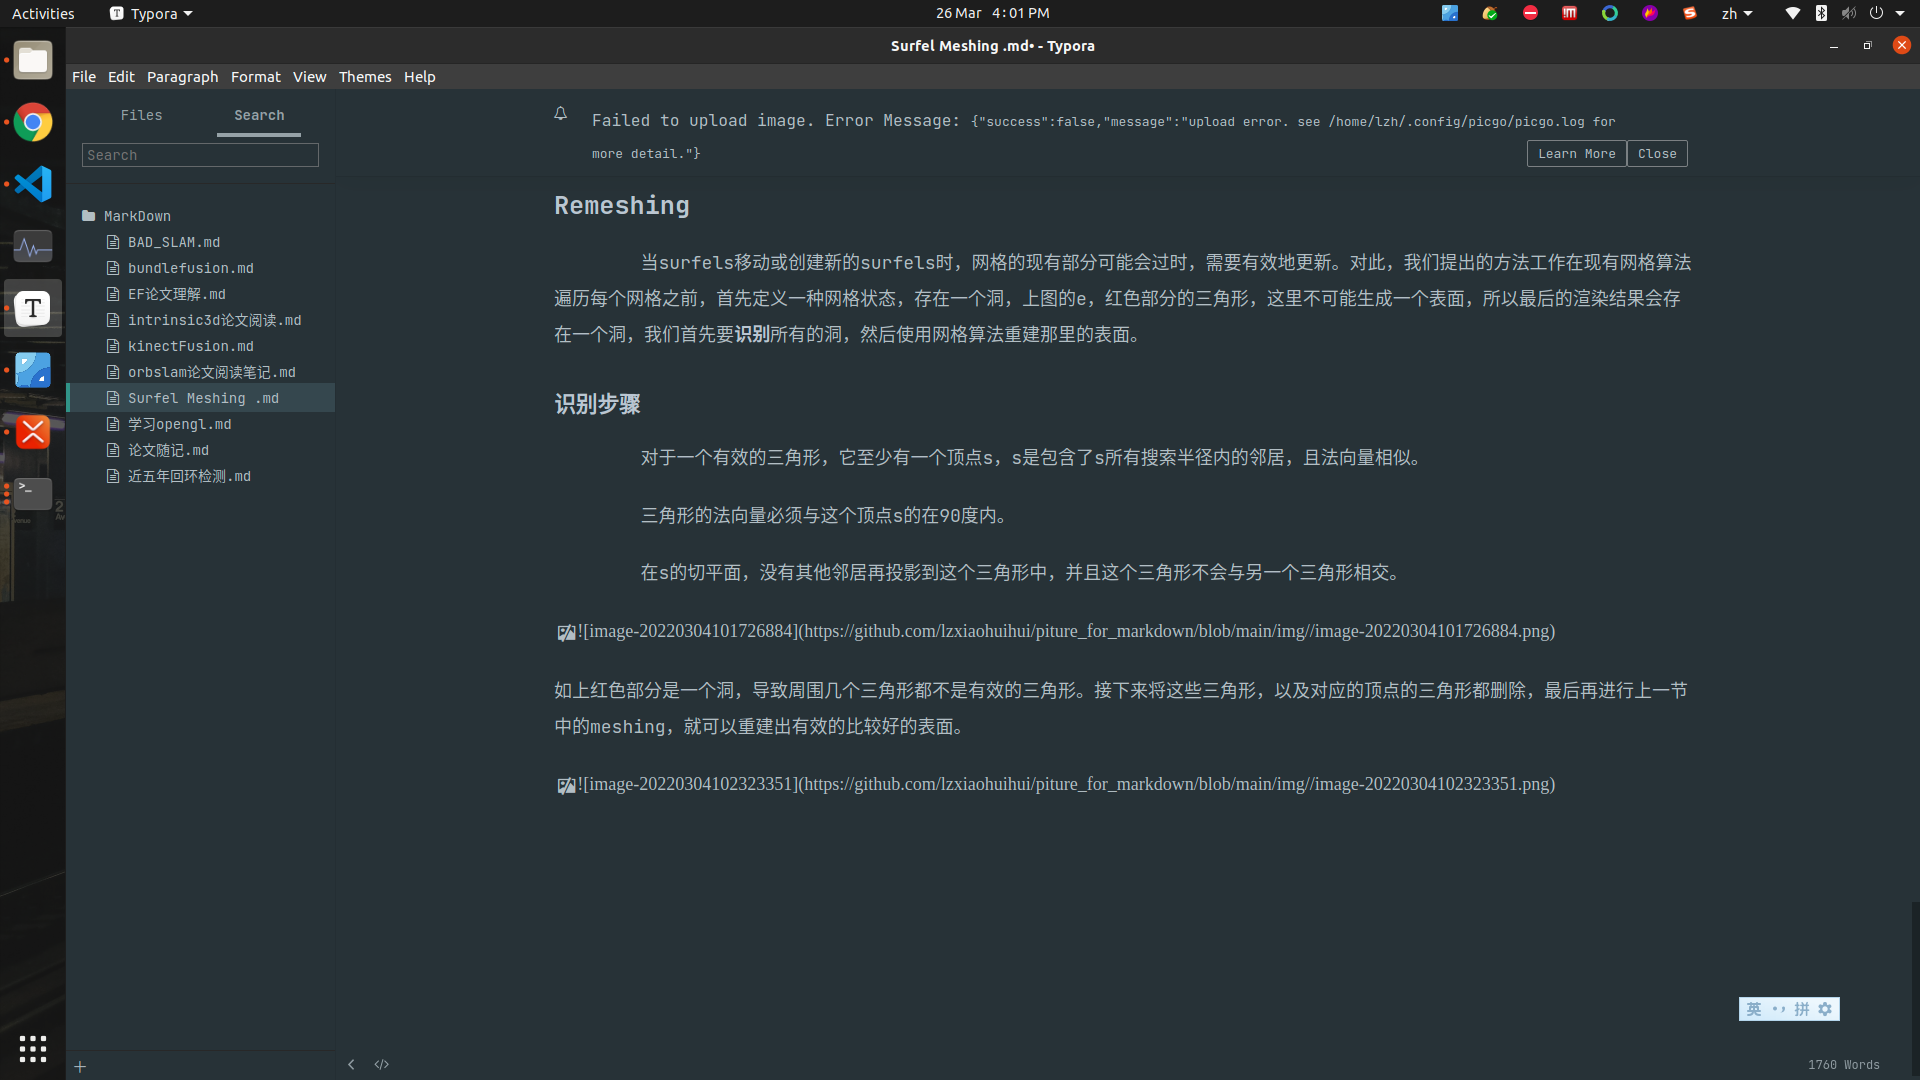 Activities
Typora
26 Mar 4:01 PM
zh
Surfel Meshing .md• - Typora
File Edit Paragraph Format View Themes Help
Files Search
Search
MarkDown
BAD_SLAM.md
bundlefusion.md
EF论文理解.md
intrinsic3d论文阅读.md
kinectFusion.md
orbslam论文阅读笔记.md
Surfel Meshing .md
学习opengl.md
论文随记.md
近五年回环检测.md
Failed to upload image. Error Message: {"success":false,"message":"upload error. see /home/lzh/.config/picgo/picgo.log for
more detail."}
Learn More Close
Remeshing
当surfels移动或创建新的surfels时，网格的现有部分可能会过时，需要有效地更新。对此，我们提出的方法工作在现有网格算法
遍历每个网格之前，首先定义一种网格状态，存在一个洞，上图的e，红色部分的三角形，这里不可能生成一个表面，所以最后的渲染结果会存
在一个洞，我们首先要识别所有的洞，然后使用网格算法重建那里的表面。
识别步骤
对于一个有效的三角形，它至少有一个顶点s，s是包含了s所有搜索半径内的邻居，且法向量相似。
三角形的法向量必须与这个顶点s的在90度内。
在s的切平面，没有其他邻居再投影到这个三角形中，并且这个三角形不会与另一个三角形相交。
![image-20220304101726884](https://github.com/lzxiaohuihui/piture_for_markdown/blob/main/img//image-20220304101726884.png)
如上红色部分是一个洞，导致周围几个三角形都不是有效的三角形。接下来将这些三角形，以及对应的顶点的三角形都删除，最后再进行上一节
中的meshing，就可以重建出有效的比较好的表面。
![image-20220304102323351](https://github.com/lzxiaohuihui/piture_for_markdown/blob/main/img//image-20220304102323351.png)
英 拼
1760 Words